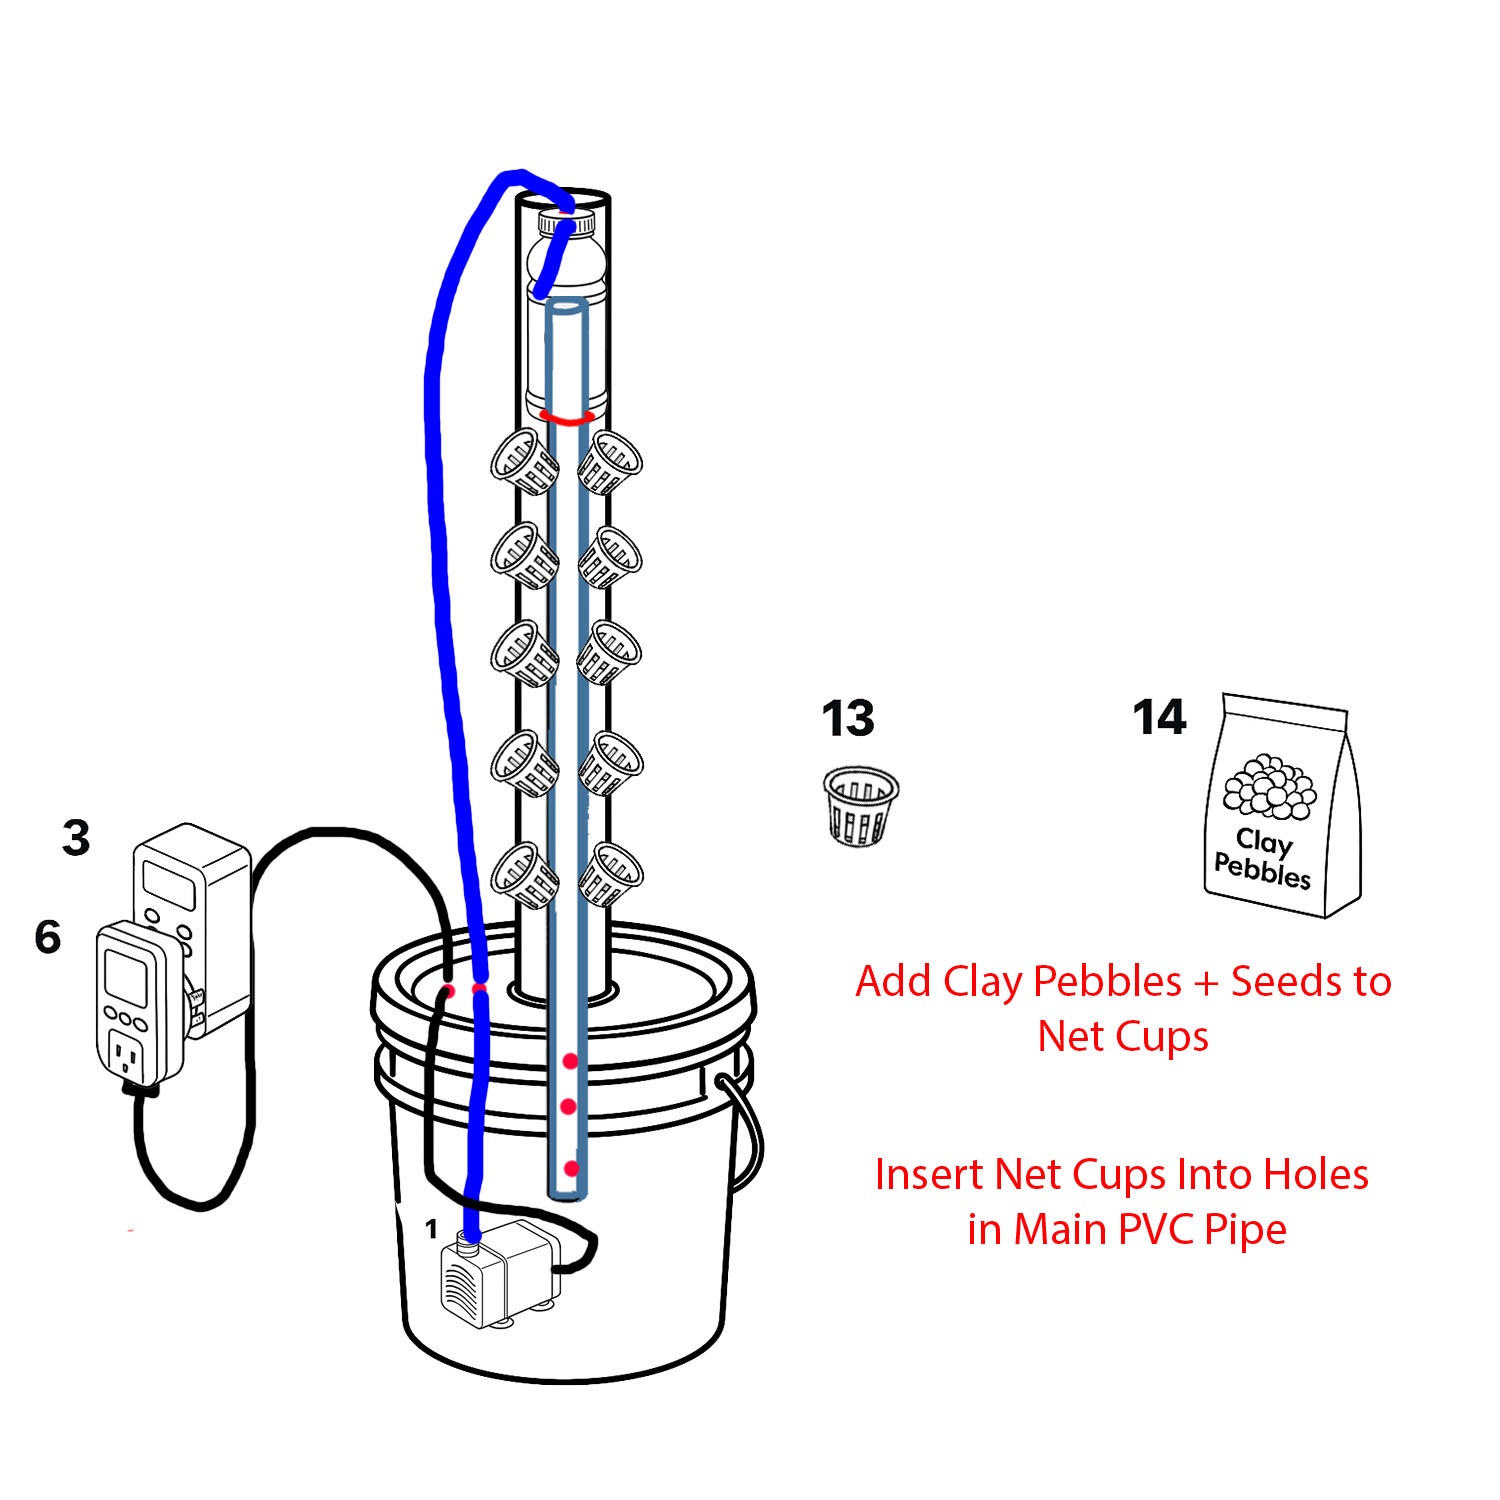 13
14
Clay
Pebbles
3
6
Add Clay Pebbles + Seeds to
Net Cups
Insert Net Cups Into Holes
in Main PVC Pipe
1